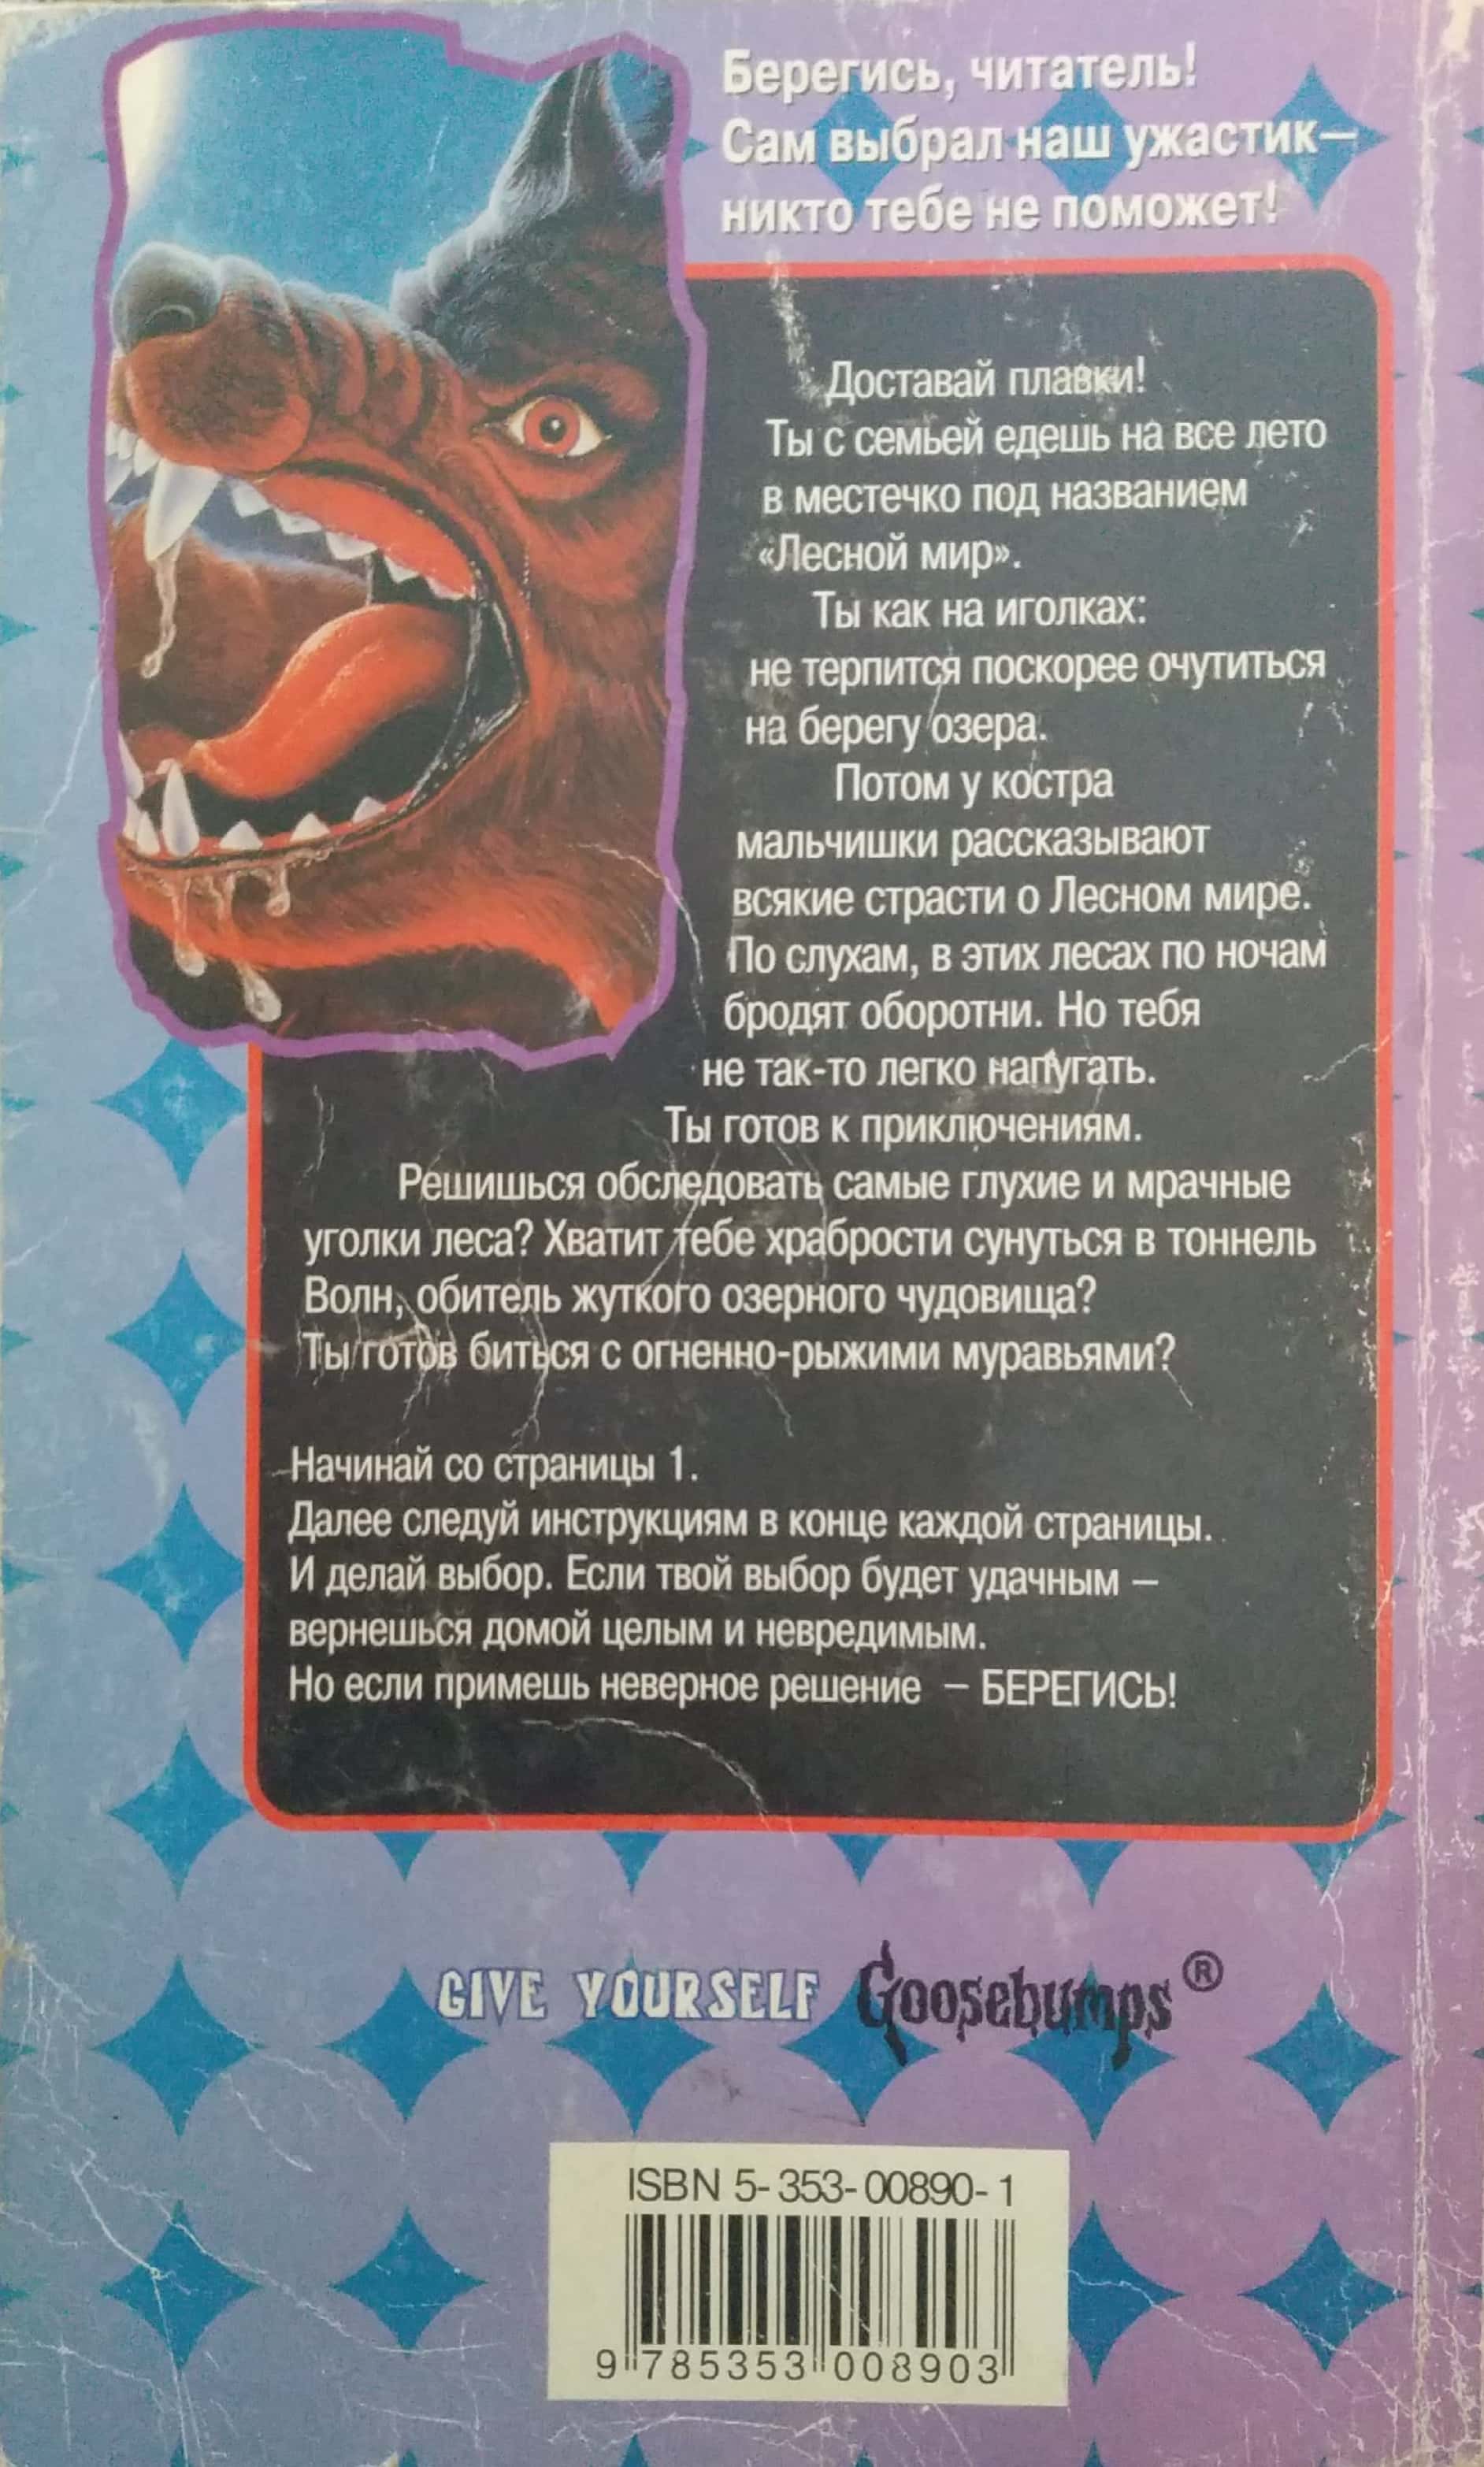 Берегись, читатель!
Сам выбрал наш ужастик—
никто тебе не поможет!
Доставай плавки!
Ты с семьей едешь на все лето
в местечко под названием
«Лесной мир».
Ты как на иголках:
не терпится поскорее очутиться
на берегу озера.
Потом у костра
мальчишки рассказывают
всякие страсти о Лесном мире.
По слухам, в этих лесах по ночам
бродят оборотни. Но тебя
не так-то легко напугать.
Ты готов к приключениям.
Решишься обследовать самые глухие и мрачные
уголки леса? Хватит тебе храбрости сунуться в тоннель
Волн, обитель жуткого озерного чудовища?
Ты готов биться с огненно-рыжими муравьями?
Начинай со страницы 1.
Далее следуй инструкциям в конце каждой страницы.
И делай выбор. Если твой выбор будет удачным –
вернешься домой целым и невредимым.
Но если примешь неверное решение – БЕРЕГИСЬ!
GIVE YOURSELF Goosebumps®
ISBN 5-353-00890-1
9 785353 008903